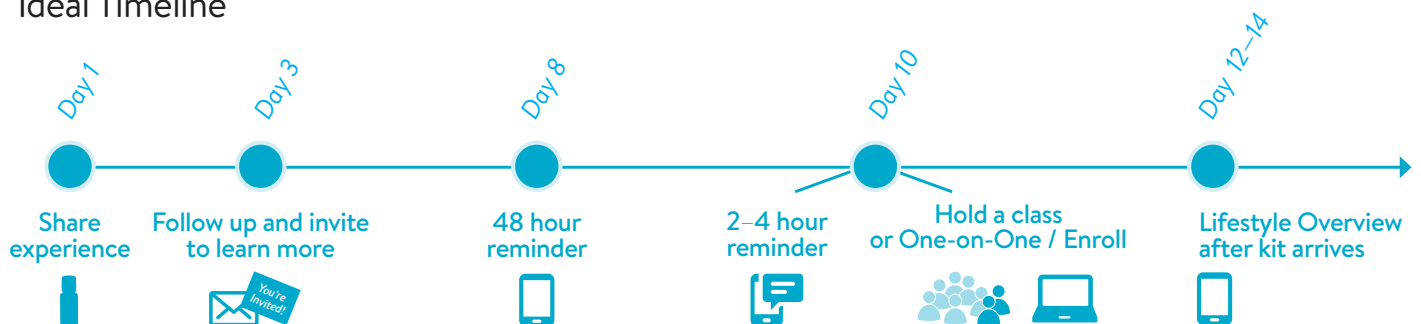 Ideal Timeline
Day 1
Day 3
Day 8
Day 10
Day 12–14
Share
experience
Follow up and invite
to learn more
You're
Invited!
48 hour
reminder
2–4 hour
reminder
Hold a class
or One-on-One / Enroll
Lifestyle Overview
after kit arrives